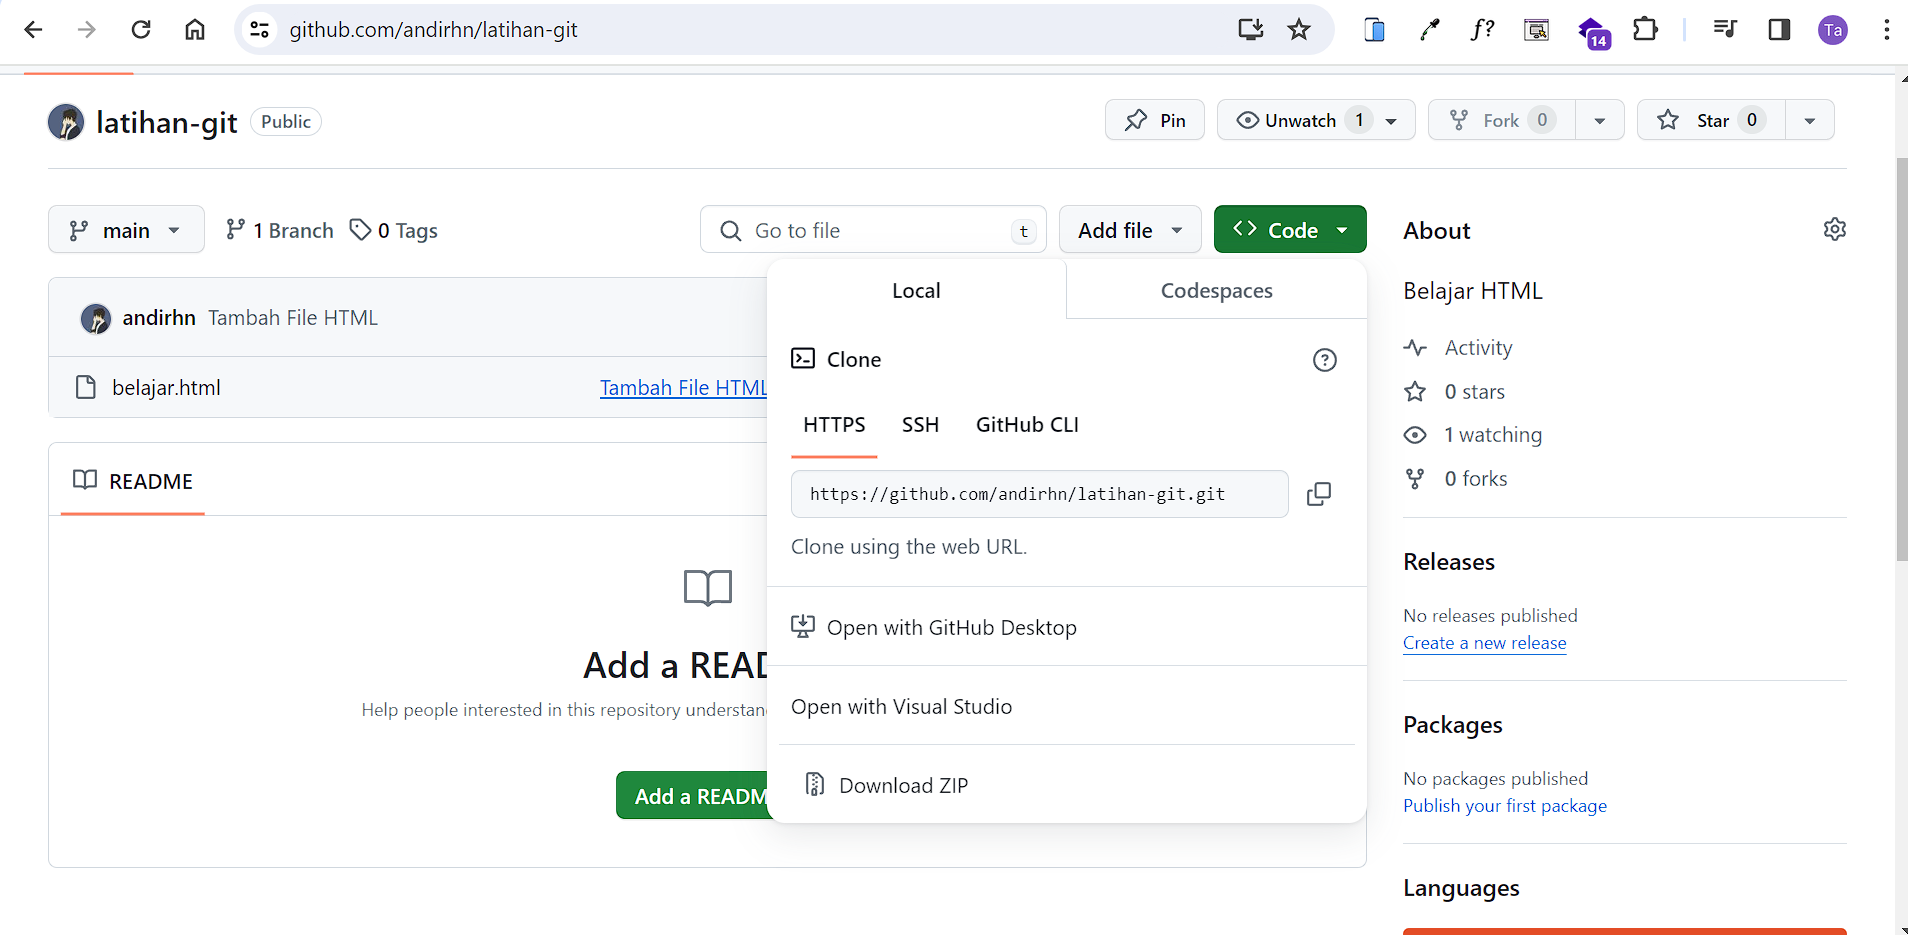 github.com/andirhn/latihan-git
f?
14
Ta
latihan-git Public
Pin
Unwatch 1
Fork 0
Star 0
main
1 Branch
0 Tags
Go to file t
Add file
Code
andirhn Tambah File HTML
belajar.html Tambah File HTML
README
Add a READ
Help people interested in this repository understan
Add a READM
Local
Codespaces
Clone
HTTPS SSH GitHub CLI
https://github.com/andirhn/latihan-git.git
Clone using the web URL.
Open with GitHub Desktop
Open with Visual Studio
Download ZIP
About
Belajar HTML
Activity
0 stars
1 watching
0 forks
Releases
No releases published
Create a new release
Packages
No packages published
Publish your first package
Languages